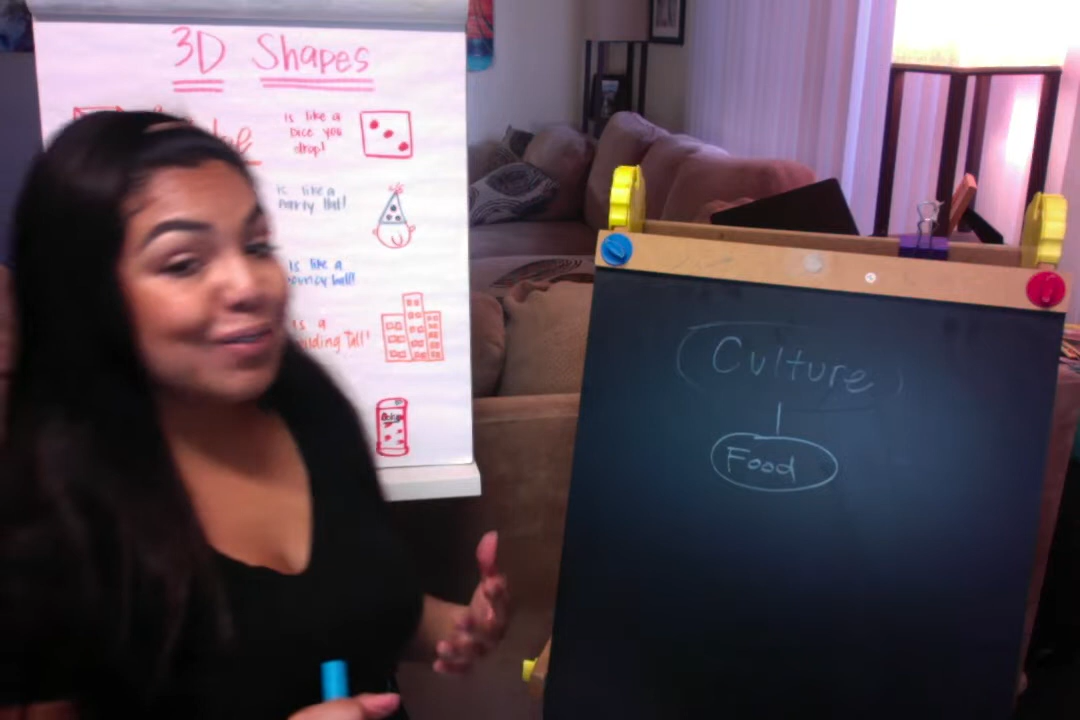 3D Shapes
is like a
Dice you
drop!
is like a
party Hat!
is like a
bouncy ball!
is a
building Tall!
Culture
Food